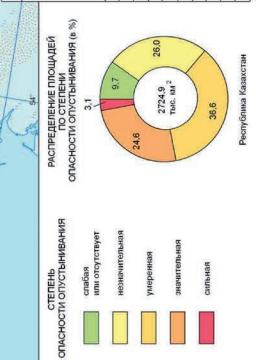 54°
СТЕПЕНЬ
ОПАСНОСТИ ОПУСТЫНИВАНИЯ
слабая
или отсутствует
незначительная
умеренная
значительная
сильная
РАСПРЕДЕЛЕНИЕ ПЛОЩАДЕЙ
ПО СТЕПЕНИ
ОПАСНОСТИ ОПУСТЫНИВАНИЯ (в %)
3,1
9,7
26,0
24,6
36,6
2724,9
тыс. км²
Республика Казахстан